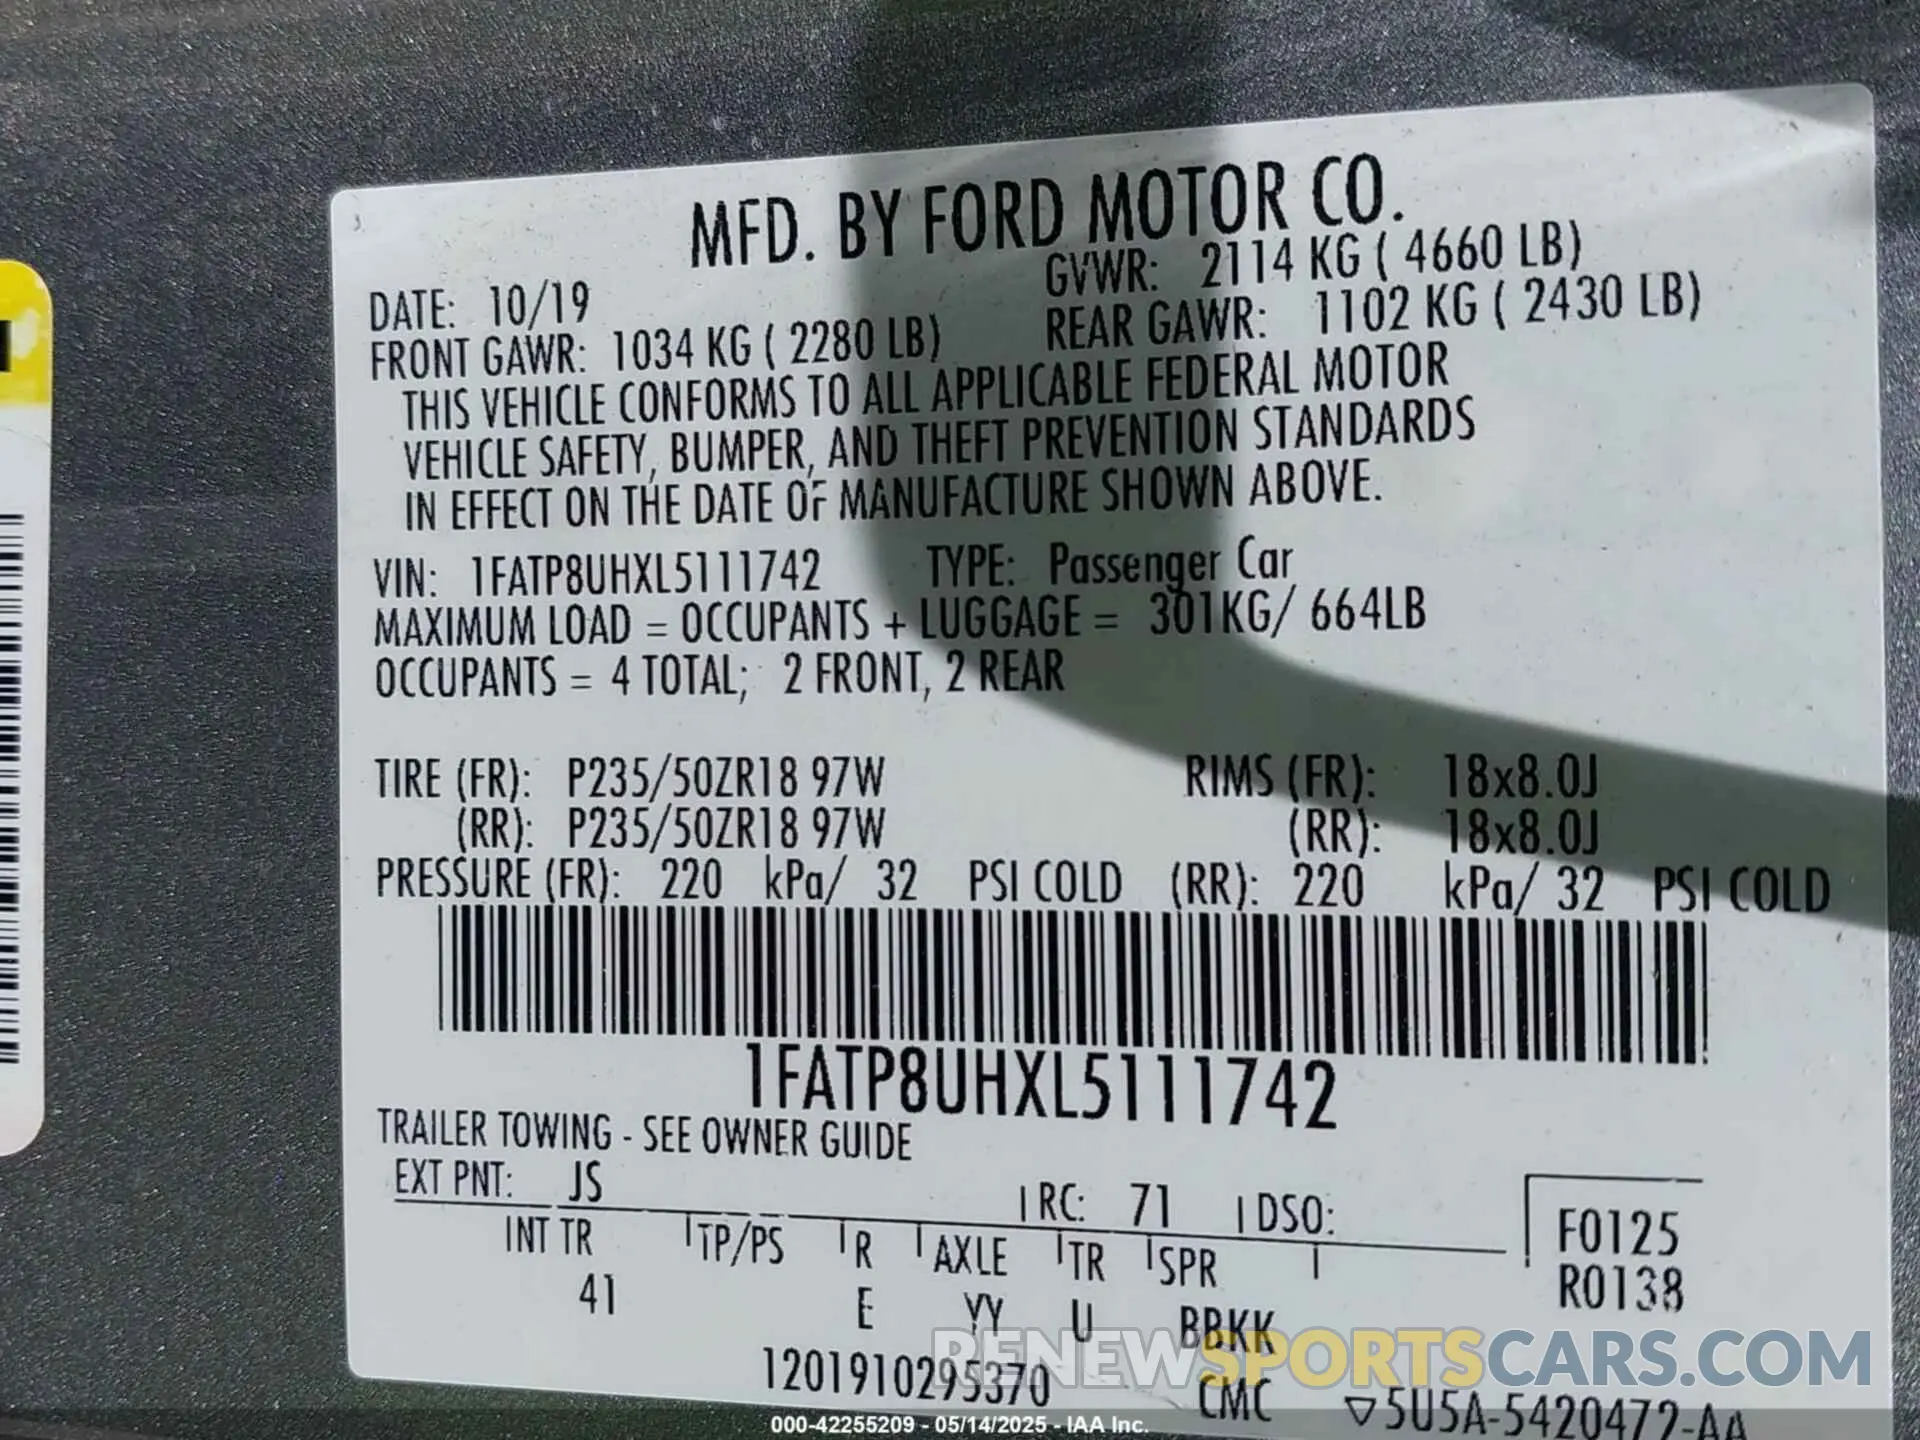 MFD. BY FORD MOTOR CO.
DATE: 10/19 GVWR: 2114 KG ( 4660 LB)
FRONT GAWR: 1034 KG ( 2280 LB) REAR GAWR: 1102 KG ( 2430 LB)
THIS VEHICLE CONFORMS TO ALL APPLICABLE FEDERAL MOTOR
VEHICLE SAFETY, BUMPER, AND THEFT PREVENTION STANDARDS
IN EFFECT ON THE DATE OF MANUFACTURE SHOWN ABOVE.
VIN: 1FATP8UHXL5111742 TYPE: Passenger Car
MAXIMUM LOAD = OCCUPANTS + LUGGAGE = 301KG/ 664LB
OCCUPANTS = 4 TOTAL; 2 FRONT, 2 REAR
TIRE (FR): P235/50ZR18 97W RIMS (FR): 18x8.0J
(RR): P235/50ZR18 97W (RR): 18x8.0J
PRESSURE (FR): 220 kPa/ 32 PSI COLD (RR): 220 kPa/ 32 PSI COLD
1FATP8UHXL5111742
TRAILER TOWING - SEE OWNER GUIDE
EXT PNT: JS RC: 71 DSO:
INT TR TP/PS R AXLE TR SPR F0125
41 E YY U BBKK R0138
RENEWSPORTSCARS.COM
1201910295370 CMC ▽5U5A-5420472-AA
000-42255209 - 05/14/2025 - IAA Inc.